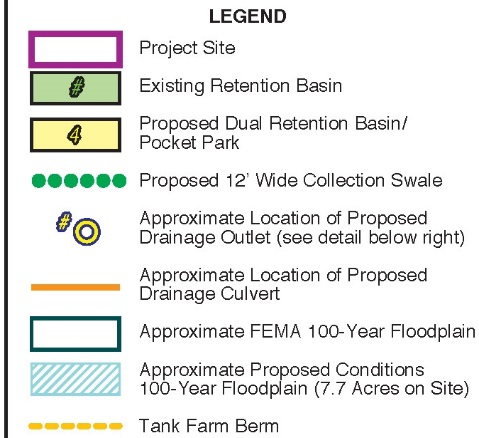 LEGEND
Project Site
#
Existing Retention Basin
4
Proposed Dual Retention Basin/
Pocket Park
Proposed 12' Wide Collection Swale
#
Approximate Location of Proposed
Drainage Outlet (see detail below right)
Approximate Location of Proposed
Drainage Culvert
Approximate FEMA 100-Year Floodplain
Approximate Proposed Conditions
100-Year Floodplain (7.7 Acres on Site)
Tank Farm Berm